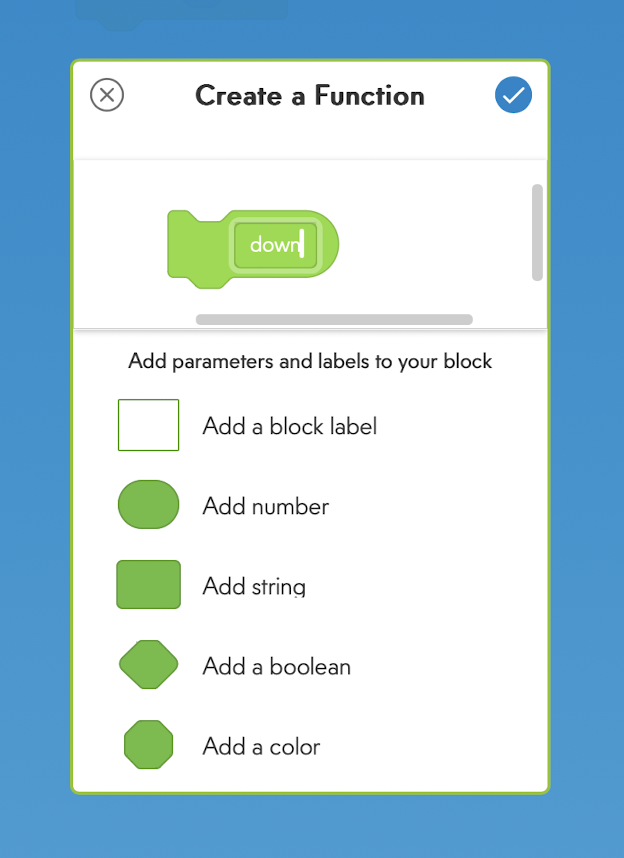 Create a Function
down
Add parameters and labels to your block
Add a block label
Add number
Add string
Add a boolean
Add a color